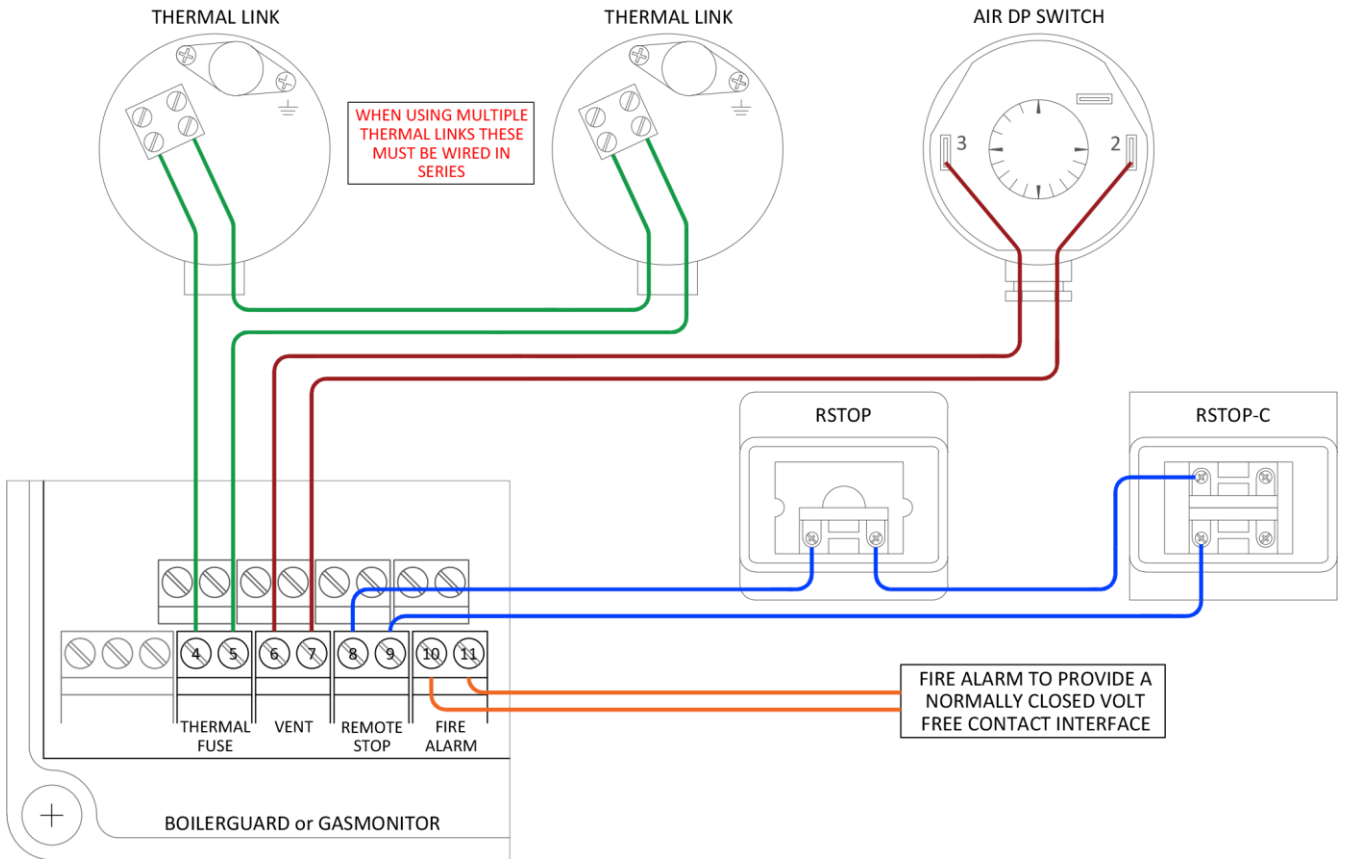 THERMAL LINK
THERMAL LINK
AIR DP SWITCH
WHEN USING MULTIPLE
THERMAL LINKS THESE
MUST BE WIRED IN
SERIES
3
2
RSTOP
RSTOP-C
4
5
6
7
8
9
10
11
THERMAL
FUSE
VENT
REMOTE
STOP
FIRE
ALARM
FIRE ALARM TO PROVIDE A
NORMALLY CLOSED VOLT
FREE CONTACT INTERFACE
BOILERGUARD or GASMONITOR